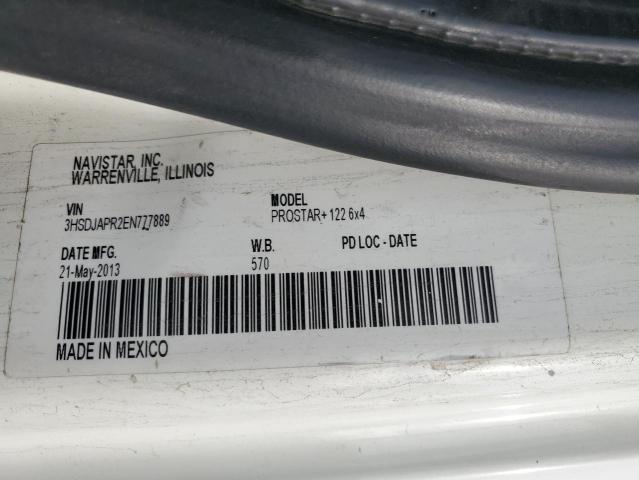 NAVISTAR, INC.
WARRENVILLE, ILLINOIS
VIN MODEL
3HSDJAPR2EN777889 PROSTAR+ 122 6x4
DATE MFG. W.B. PD LOC - DATE
21-May-2013 570
MADE IN MEXICO